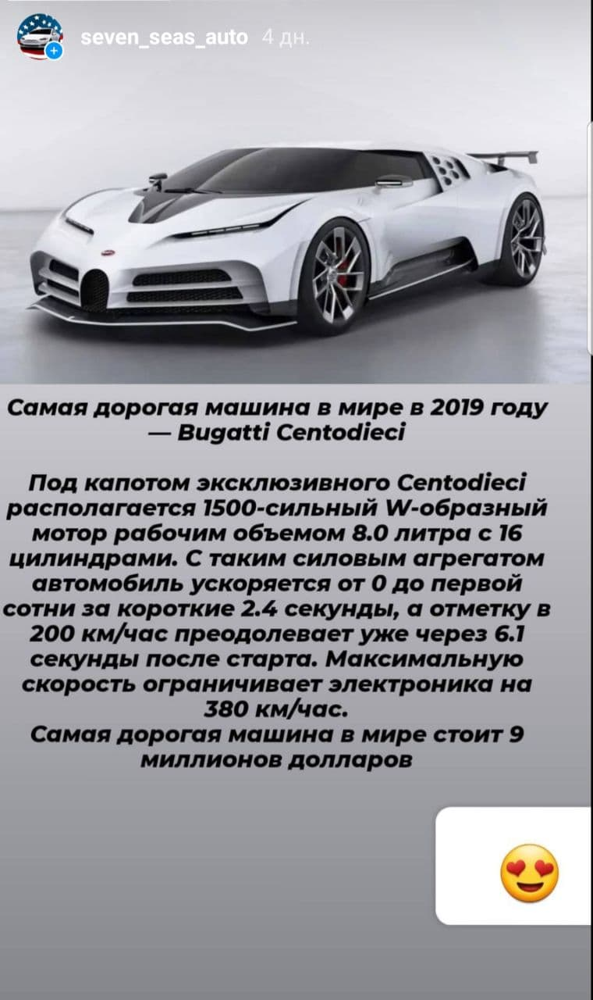 seven_seas_auto 4 дн.
Самая дорогая машина в мире в 2019 году
— Bugatti Centodieci
Под капотом эксклюзивного Centodieci
располагается 1500-сильный W-образный
мотор рабочим объемом 8.0 литра с 16
цилиндрами. С таким силовым агрегатом
автомобиль ускоряется от 0 до первой
сотни за короткие 2.4 секунды, а отметку в
200 км/час преодолевает уже через 6.1
секунды после старта. Максимальную
скорость ограничивает электроника на
380 км/час.
Самая дорогая машина в мире стоит 9
миллионов долларов